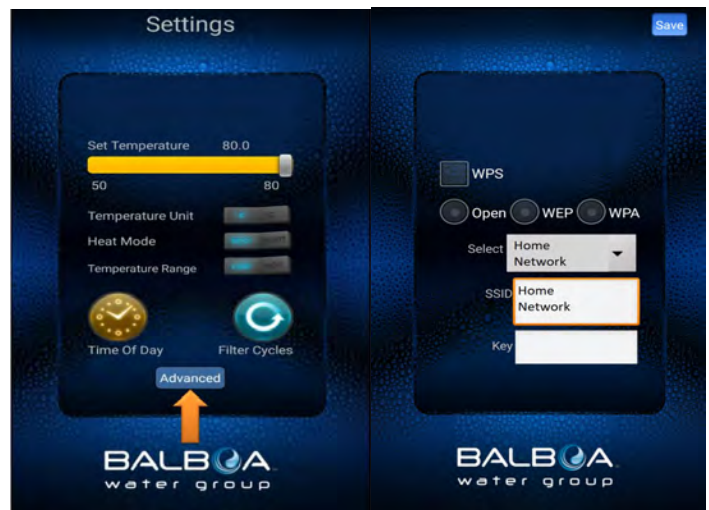 Settings
Set Temperature 80.0
50 80
Temperature Unit
Heat Mode
Temperature Range
Time Of Day Filter Cycles
Advanced
BALBOA
water group
Save
WPS
Open WEP WPA
Select Home
Network
SSID Home
Network
Key
BALBOA
water group